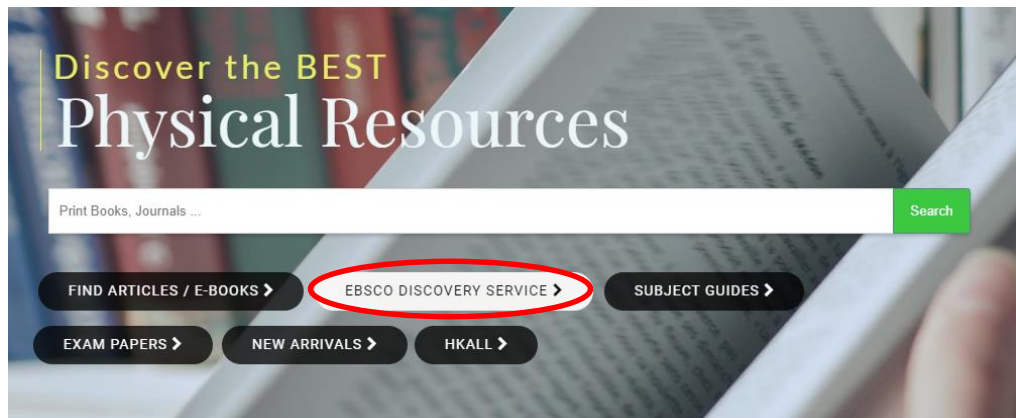 Discover the BEST
Physical Resources
Print Books, Journals ...
Search
FIND ARTICLES / E-BOOKS
EBSCO DISCOVERY SERVICE
SUBJECT GUIDES
EXAM PAPERS
NEW ARRIVALS
HKALL